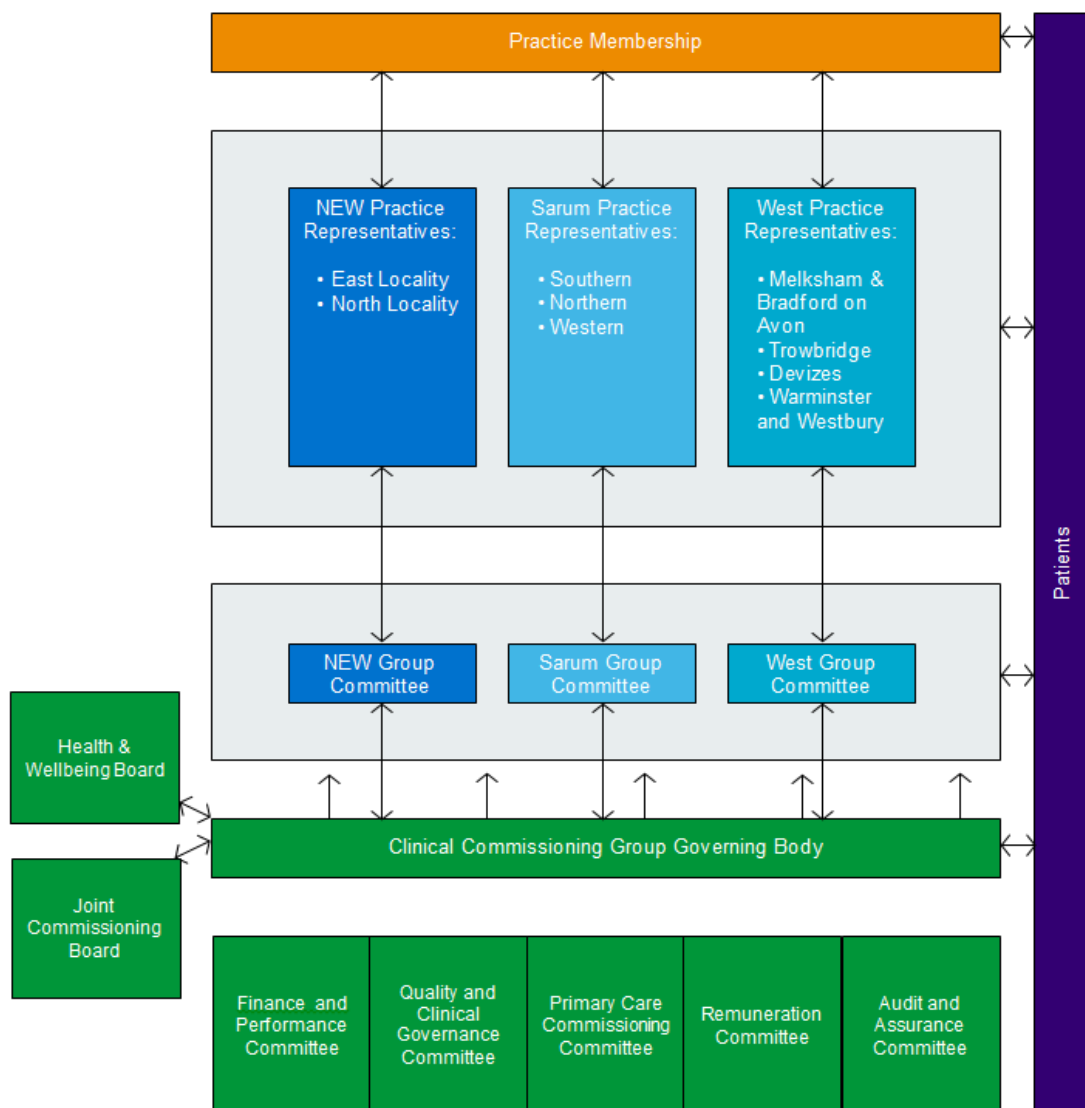 Practice Membership
NEW Practice
Representatives:
• East Locality
• North Locality
Sarum Practice
Representatives:
• Southern
• Northern
• Western
West Practice
Representatives:
• Melksham &
Bradford on
Avon
• Trowbridge
• Devizes
• Warminster
and Westbury
Patients
NEW Group
Committee
Sarum Group
Committee
West Group
Committee
Health &
Wellbeing Board
Clinical Commissioning Group Governing Body
Joint
Commissioning
Board
Finance and
Performance
Committee
Quality and
Clinical
Governance
Committee
Primary Care
Commissioning
Committee
Remuneration
Committee
Audit and
Assurance
Committee